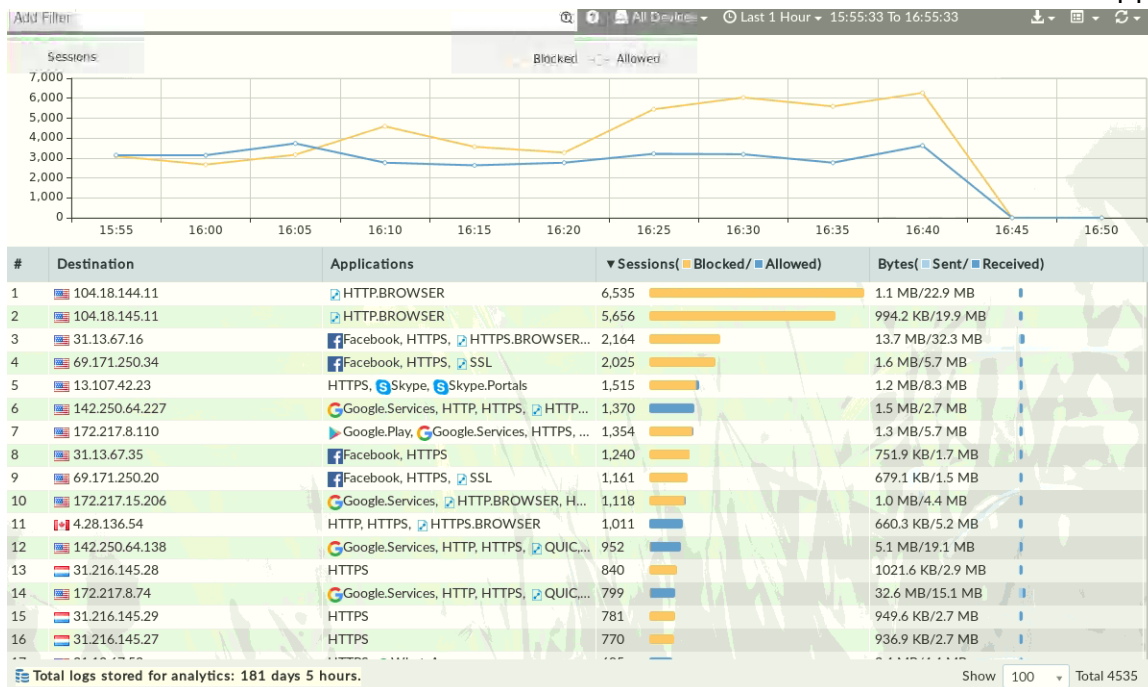 Add Filter All Device Last 1 Hour 15:55:33 To 16:55:33
Sessions Blocked Allowed
7,000
6,000
5,000
4,000
3,000
2,000
1,000
0
15:55 16:00 16:05 16:10 16:15 16:20 16:25 16:30 16:35 16:40 16:45 16:50
# Destination Applications ▼Sessions( Blocked/ Allowed) Bytes( Sent/ Received)
1 104.18.144.11 HTTP.BROWSER 6,535 1.1 MB/22.9 MB
2 104.18.145.11 HTTP.BROWSER 5,656 994.2 KB/19.9 MB
3 31.13.67.16 Facebook, HTTPS, HTTPS.BROWSER... 2,164 13.7 MB/32.3 MB
4 69.171.250.34 Facebook, HTTPS, SSL 2,025 1.6 MB/5.7 MB
5 13.107.42.23 HTTPS, Skype, Skype.Portals 1,515 1.2 MB/8.3 MB
6 142.250.64.227 Google.Services, HTTP, HTTPS, HTTP... 1,370 1.5 MB/2.7 MB
7 172.217.8.110 Google.Play, Google.Services, HTTPS, ... 1,354 1.3 MB/5.7 MB
8 31.13.67.35 Facebook, HTTPS 1,240 751.9 KB/1.7 MB
9 69.171.250.20 Facebook, HTTPS, SSL 1,161 679.1 KB/1.5 MB
10 172.217.15.206 Google.Services, HTTP.BROWSER, H... 1,118 1.0 MB/4.4 MB
11 4.28.136.54 HTTP, HTTPS, HTTPS.BROWSER 1,011 660.3 KB/5.2 MB
12 142.250.64.138 Google.Services, HTTP, HTTPS, QUIC,... 952 5.1 MB/19.1 MB
13 31.216.145.28 HTTPS 840 1021.6 KB/2.9 MB
14 172.217.8.74 Google.Services, HTTP, HTTPS, QUIC,... 799 32.6 MB/15.1 MB
15 31.216.145.29 HTTPS 781 949.6 KB/2.7 MB
16 31.216.145.27 HTTPS 770 936.9 KB/2.7 MB
Total logs stored for analytics: 181 days 5 hours. Show 100 Total 4535